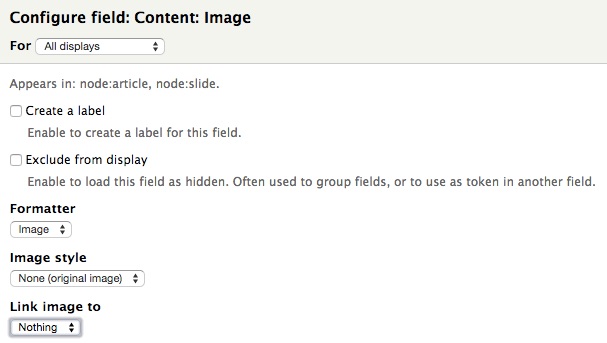 Configure field: Content: Image
For All displays
Appears in: node:article, node:slide.
Create a label
Enable to create a label for this field.
Exclude from display
Enable to load this field as hidden. Often used to group fields, or to use as token in another field.
Formatter
Image
Image style
None (original image)
Link image to
Nothing